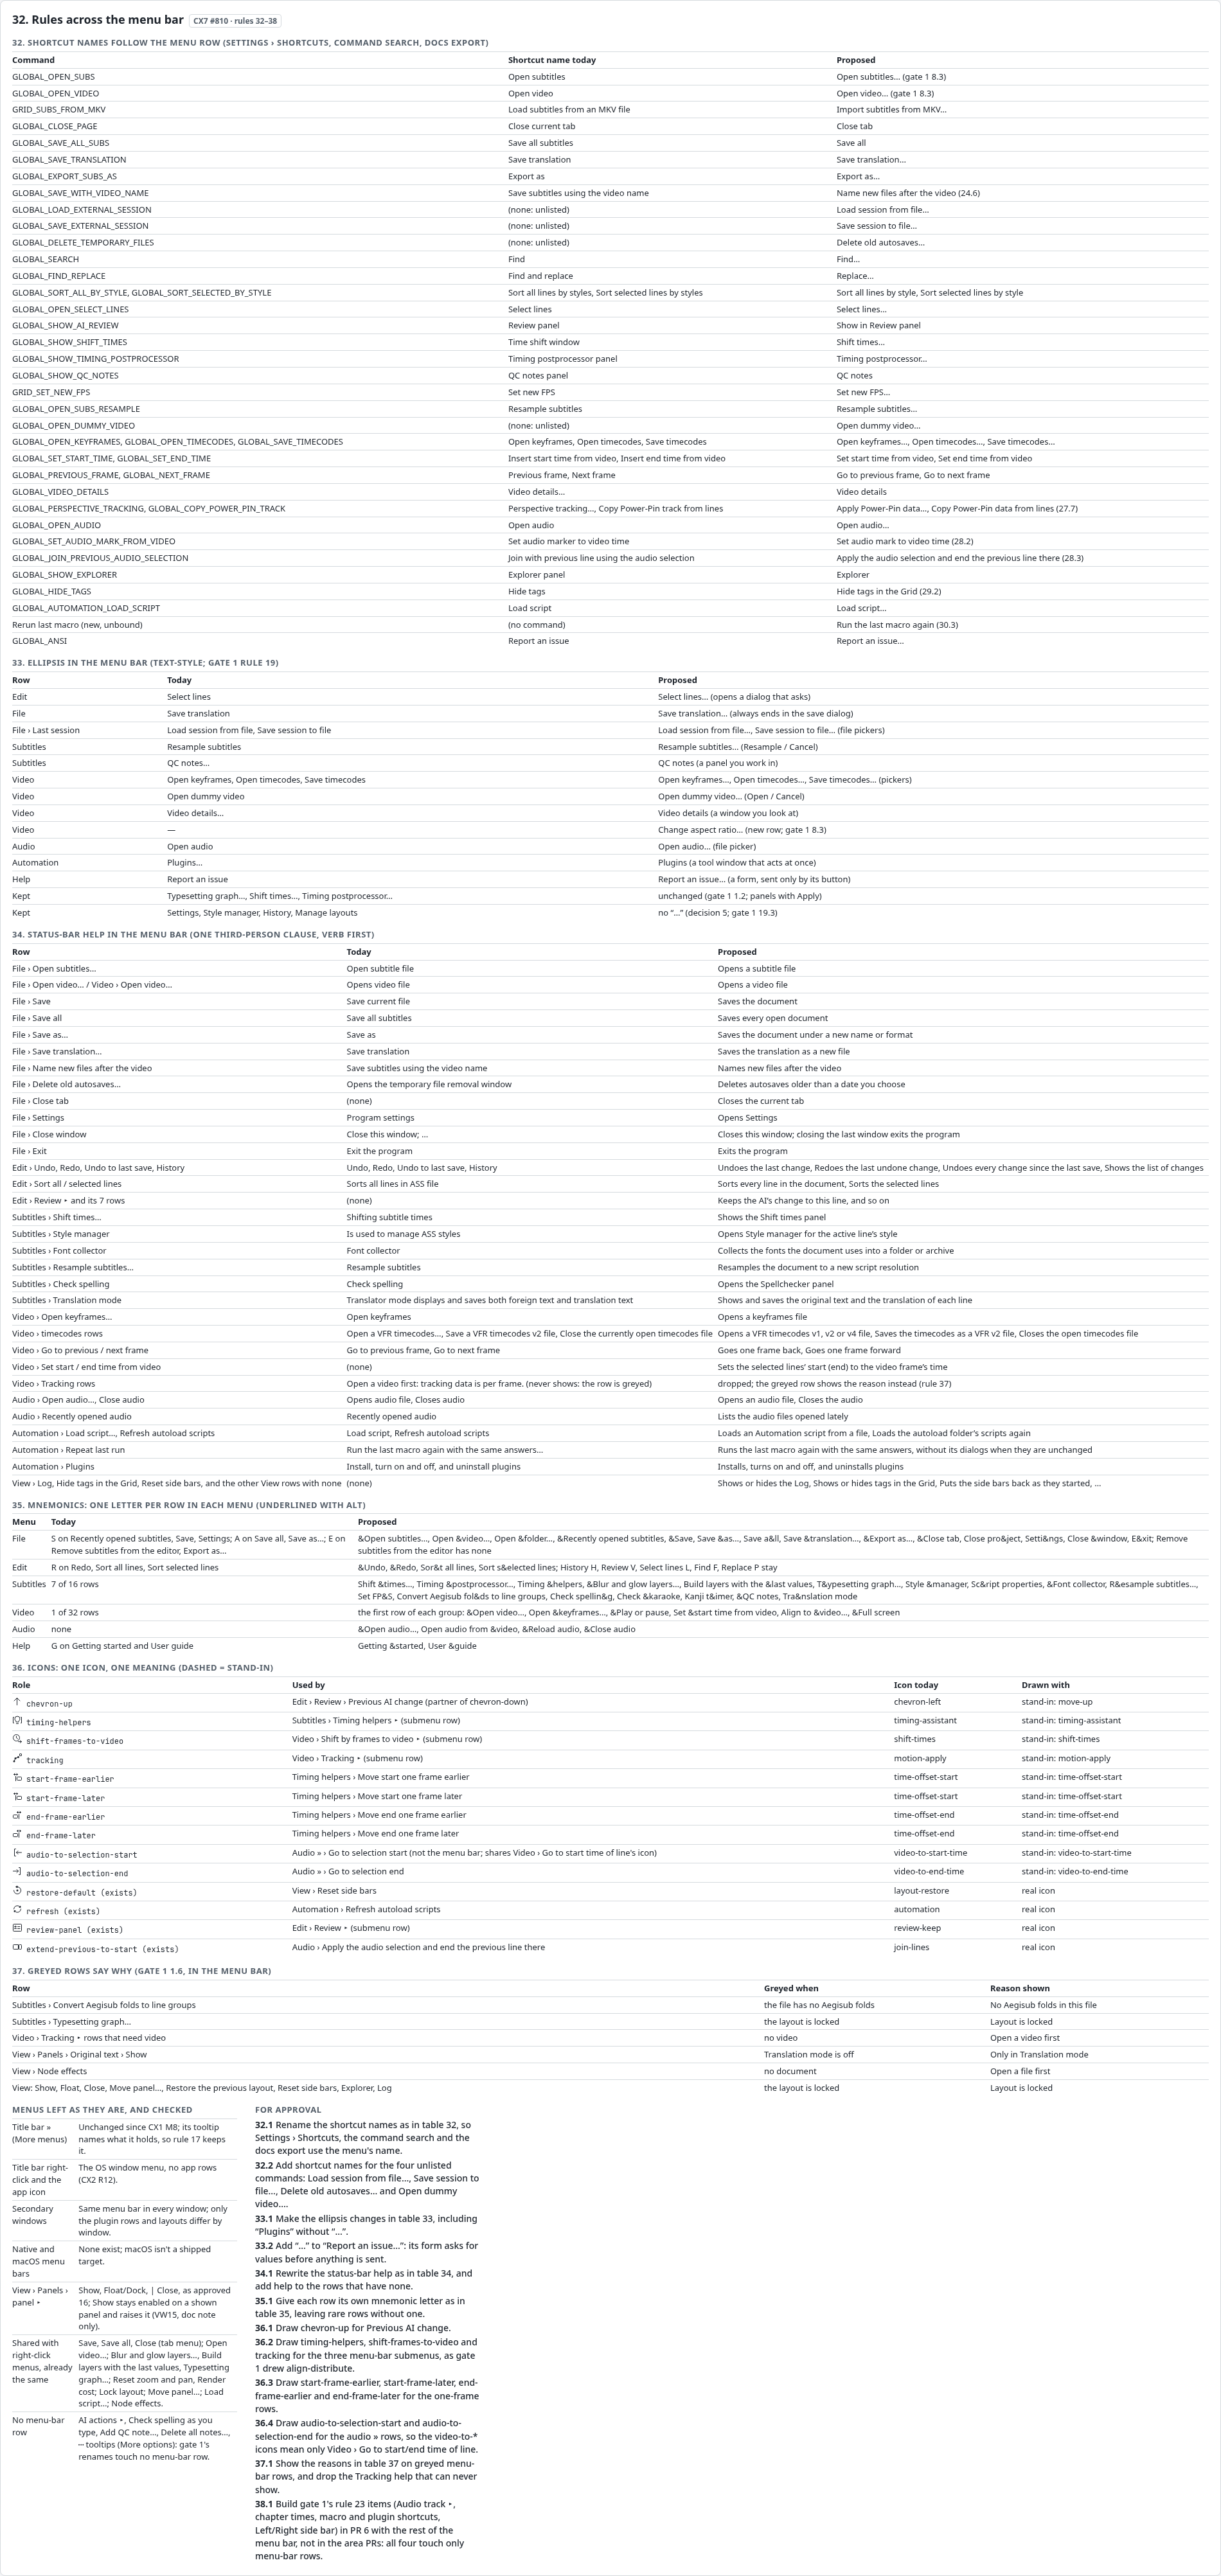 32. Rules across the menu bar CX7 #810 · rules 32–38
32. SHORTCUT NAMES FOLLOW THE MENU ROW (SETTINGS › SHORTCUTS, COMMAND SEARCH, DOCS EXPORT)
Command Shortcut name today Proposed
GLOBAL_OPEN_SUBS Open subtitles Open subtitles… (gate 1 8.3)
GLOBAL_OPEN_VIDEO Open video Open video… (gate 1 8.3)
GRID_SUBS_FROM_MKV Load subtitles from an MKV file Import subtitles from MKV…
GLOBAL_CLOSE_PAGE Close current tab Close tab
GLOBAL_SAVE_ALL_SUBS Save all subtitles Save all
GLOBAL_SAVE_TRANSLATION Save translation Save translation…
GLOBAL_EXPORT_SUBS_AS Export as Export as…
GLOBAL_SAVE_WITH_VIDEO_NAME Save subtitles using the video name Name new files after the video (24.6)
GLOBAL_LOAD_EXTERNAL_SESSION (none: unlisted) Load session from file…
GLOBAL_SAVE_EXTERNAL_SESSION (none: unlisted) Save session to file…
GLOBAL_DELETE_TEMPORARY_FILES (none: unlisted) Delete old autosaves…
GLOBAL_SEARCH Find Find…
GLOBAL_FIND_REPLACE Find and replace Replace…
GLOBAL_SORT_ALL_BY_STYLE, GLOBAL_SORT_SELECTED_BY_STYLE Sort all lines by styles, Sort selected lines by styles Sort all lines by style, Sort selected lines by style
GLOBAL_OPEN_SELECT_LINES Select lines Select lines…
GLOBAL_SHOW_AI_REVIEW Review panel Show in Review panel
GLOBAL_SHOW_SHIFT_TIMES Time shift window Shift times…
GLOBAL_SHOW_TIMING_POSTPROCESSOR Timing postprocessor panel Timing postprocessor…
GLOBAL_SHOW_QC_NOTES QC notes panel QC notes
GRID_SET_NEW_FPS Set new FPS Set new FPS…
GLOBAL_OPEN_SUBS_RESAMPLE Resample subtitles Resample subtitles…
GLOBAL_OPEN_DUMMY_VIDEO (none: unlisted) Open dummy video…
GLOBAL_OPEN_KEYFRAMES, GLOBAL_OPEN_TIMECODES, GLOBAL_SAVE_TIMECODES Open keyframes, Open timecodes, Save timecodes Open keyframes…, Open timecodes…, Save timecodes…
GLOBAL_SET_START_TIME, GLOBAL_SET_END_TIME Insert start time from video, Insert end time from video Set start time from video, Set end time from video
GLOBAL_PREVIOUS_FRAME, GLOBAL_NEXT_FRAME Previous frame, Next frame Go to previous frame, Go to next frame
GLOBAL_VIDEO_DETAILS Video details… Video details
GLOBAL_PERSPECTIVE_TRACKING, GLOBAL_COPY_POWER_PIN_TRACK Perspective tracking…, Copy Power-Pin track from lines Apply Power-Pin data…, Copy Power-Pin data from lines (27.7)
GLOBAL_OPEN_AUDIO Open audio Open audio…
GLOBAL_SET_AUDIO_MARK_FROM_VIDEO Set audio marker to video time Set audio mark to video time (28.2)
GLOBAL_JOIN_PREVIOUS_AUDIO_SELECTION Join with previous line using the audio selection Apply the audio selection and end the previous line there (28.3)
GLOBAL_SHOW_EXPLORER Explorer panel Explorer
GLOBAL_HIDE_TAGS Hide tags Hide tags in the Grid (29.2)
GLOBAL_AUTOMATION_LOAD_SCRIPT Load script Load script…
Rerun last macro (new, unbound) (no command) Run the last macro again (30.3)
GLOBAL_ANSI Report an issue Report an issue…
33. ELLIPSIS IN THE MENU BAR (TEXT-STYLE; GATE 1 RULE 19)
Row Today Proposed
Edit Select lines Select lines… (opens a dialog that asks)
File Save translation Save translation… (always ends in the save dialog)
File › Last session Load session from file, Save session to file Load session from file…, Save session to file… (file pickers)
Subtitles Resample subtitles Resample subtitles… (Resample / Cancel)
Subtitles QC notes… QC notes (a panel you work in)
Video Open keyframes, Open timecodes, Save timecodes Open keyframes…, Open timecodes…, Save timecodes… (pickers)
Video Open dummy video Open dummy video… (Open / Cancel)
Video Video details… Video details (a window you look at)
Video — Change aspect ratio… (new row; gate 1 8.3)
Audio Open audio Open audio… (file picker)
Automation Plugins… Plugins (a tool window that acts at once)
Help Report an issue Report an issue… (a form, sent only by its button)
Kept Typesetting graph…, Shift times…, Timing postprocessor… unchanged (gate 1 1.2; panels with Apply)
Kept Settings, Style manager, History, Manage layouts no “…” (decision 5; gate 1 19.3)
34. STATUS-BAR HELP IN THE MENU BAR (ONE THIRD-PERSON CLAUSE, VERB FIRST)
Row Today Proposed
File › Open subtitles… Open subtitle file Opens a subtitle file
File › Open video… / Video › Open video… Opens video file Opens a video file
File › Save Save current file Saves the document
File › Save all Save all subtitles Saves every open document
File › Save as… Save as Saves the document under a new name or format
File › Save translation… Save translation Saves the translation as a new file
File › Name new files after the video Save subtitles using the video name Names new files after the video
File › Delete old autosaves… Opens the temporary file removal window Deletes autosaves older than a date you choose
File › Close tab (none) Closes the current tab
File › Settings Program settings Opens Settings
File › Close window Close this window; … Closes this window; closing the last window exits the program
File › Exit Exit the program Exits the program
Edit › Undo, Redo, Undo to last save, History Undo, Redo, Undo to last save, History Undoes the last change, Redoes the last undone change, Undoes every change since the last save, Shows the list of changes
Edit › Sort all / selected lines Sorts all lines in ASS file Sorts every line in the document, Sorts the selected lines
Edit › Review ‣ and its 7 rows (none) Keeps the AI’s change to this line, and so on
Subtitles › Shift times… Shifting subtitle times Shows the Shift times panel
Subtitles › Style manager Is used to manage ASS styles Opens Style manager for the active line’s style
Subtitles › Font collector Font collector Collects the fonts the document uses into a folder or archive
Subtitles › Resample subtitles… Resample subtitles Resamples the document to a new script resolution
Subtitles › Check spelling Check spelling Opens the Spellchecker panel
Subtitles › Translation mode Translator mode displays and saves both foreign text and translation text Shows and saves the original text and the translation of each line
Video › Open keyframes… Open keyframes Opens a keyframes file
Video › timecodes rows Open a VFR timecodes…, Save a VFR timecodes v2 file, Close the currently open timecodes file Opens a VFR timecodes v1, v2 or v4 file, Saves the timecodes as a VFR v2 file, Closes the open timecodes file
Video › Go to previous / next frame Go to previous frame, Go to next frame Goes one frame back, Goes one frame forward
Video › Set start / end time from video (none) Sets the selected lines’ start (end) to the video frame’s time
Video › Tracking rows Open a video first: tracking data is per frame. (never shows: the row is greyed) dropped; the greyed row shows the reason instead (rule 37)
Audio › Open audio…, Close audio Opens audio file, Closes audio Opens an audio file, Closes the audio
Audio › Recently opened audio Recently opened audio Lists the audio files opened lately
Automation › Load script…, Refresh autoload scripts Load script, Refresh autoload scripts Loads an Automation script from a file, Loads the autoload folder’s scripts again
Automation › Repeat last run Run the last macro again with the same answers… Runs the last macro again with the same answers, without its dialogs when they are unchanged
Automation › Plugins Install, turn on and off, and uninstall plugins Installs, turns on and off, and uninstalls plugins
View › Log, Hide tags in the Grid, Reset side bars, and the other View rows with none (none) Shows or hides the Log, Shows or hides tags in the Grid, Puts the side bars back as they started, …
35. MNEMONICS: ONE LETTER PER ROW IN EACH MENU (UNDERLINED WITH ALT)
Menu Today Proposed
File S on Recently opened subtitles, Save, Settings; A on Save all, Save as…; E on Remove subtitles from the editor, Export as… &Open subtitles…, Open &video…, Open &folder…, &Recently opened subtitles, &Save, Save &as…, Save a&ll, Save &translation…, &Export as…, &Close tab, Close pro&ject, Setti&ngs, Close &window, E&xit; Remove subtitles from the editor has none
Edit R on Redo, Sort all lines, Sort selected lines &Undo, &Redo, Sor&t all lines, Sort s&elected lines; History H, Review V, Select lines L, Find F, Replace P stay
Subtitles 7 of 16 rows Shift &times…, Timing &postprocessor…, Timing &helpers, &Blur and glow layers…, Build layers with the &last values, T&ypesetting graph…, Style &manager, Sc&ript properties, &Font collector, R&esample subtitles…, Set FP&S, Convert Aegisub fol&ds to line groups, Check spellin&g, Check &karaoke, Kanji t&imer, &QC notes, Tra&nslation mode
Video 1 of 32 rows the first row of each group: &Open video…, Open &keyframes…, &Play or pause, Set &start time from video, Align to &video…, &Full screen
Audio none &Open audio…, Open audio from &video, &Reload audio, &Close audio
Help G on Getting started and User guide Getting &started, User &guide
36. ICONS: ONE ICON, ONE MEANING (DASHED = STAND-IN)
Role Used by Icon today Drawn with
chevron-up Edit › Review › Previous AI change (partner of chevron-down) chevron-left stand-in: move-up
timing-helpers Subtitles › Timing helpers ‣ (submenu row) timing-assistant stand-in: timing-assistant
shift-frames-to-video Video › Shift by frames to video ‣ (submenu row) shift-times stand-in: shift-times
tracking Video › Tracking ‣ (submenu row) motion-apply stand-in: motion-apply
start-frame-earlier Timing helpers › Move start one frame earlier time-offset-start stand-in: time-offset-start
start-frame-later Timing helpers › Move start one frame later time-offset-start stand-in: time-offset-start
end-frame-earlier Timing helpers › Move end one frame earlier time-offset-end stand-in: time-offset-end
end-frame-later Timing helpers › Move end one frame later time-offset-end stand-in: time-offset-end
audio-to-selection-start Audio » › Go to selection start (not the menu bar; shares Video › Go to start time of line’s icon) video-to-start-time stand-in: video-to-start-time
audio-to-selection-end Audio » › Go to selection end video-to-end-time stand-in: video-to-end-time
restore-default (exists) View › Reset side bars layout-restore real icon
refresh (exists) Automation › Refresh autoload scripts automation real icon
review-panel (exists) Edit › Review ‣ (submenu row) review-keep real icon
extend-previous-to-start (exists) Audio › Apply the audio selection and end the previous line there join-lines real icon
37. GREYED ROWS SAY WHY (GATE 1 1.6, IN THE MENU BAR)
Row Greyed when Reason shown
Subtitles › Convert Aegisub folds to line groups the file has no Aegisub folds No Aegisub folds in this file
Subtitles › Typesetting graph… the layout is locked Layout is locked
Video › Tracking ‣ rows that need video no video Open a video first
View › Panels › Original text › Show Translation mode is off Only in Translation mode
View › Node effects no document Open a file first
View: Show, Float, Close, Move panel…, Restore the previous layout, Reset side bars, Explorer, Log the layout is locked Layout is locked
MENUS LEFT AS THEY ARE, AND CHECKED
Title bar » (More menus) Unchanged since CX1 M8; its tooltip names what it holds, so rule 17 keeps it.
Title bar right-click and the app icon The OS window menu, no app rows (CX2 R12).
Secondary windows Same menu bar in every window; only the plugin rows and layouts differ by window.
Native and macOS menu bars None exist; macOS isn't a shipped target.
View › Panels › panel ‣ Show, Float/Dock, | Close, as approved 16; Show stays enabled on a shown panel and raises it (VW15, doc note only).
Shared with right-click menus, already the same Save, Save all, Close (tab menu); Open video…; Blur and glow layers…, Build layers with the last values, Typesetting graph…; Reset zoom and pan, Render cost; Lock layout; Move panel…; Load script…; Node effects.
No menu-bar row AI actions ‣, Check spelling as you type, Add QC note…, Delete all notes…, ⋯ tooltips (More options): gate 1's renames touch no menu-bar row.
FOR APPROVAL
32.1 Rename the shortcut names as in table 32, so
Settings › Shortcuts, the command search and the
docs export use the menu's name.
32.2 Add shortcut names for the four unlisted
commands: Load session from file…, Save session to
file…, Delete old autosaves… and Open dummy
video….
33.1 Make the ellipsis changes in table 33, including
“Plugins” without “…”.
33.2 Add “…” to “Report an issue…”: its form asks for
values before anything is sent.
34.1 Rewrite the status-bar help as in table 34, and
add help to the rows that have none.
35.1 Give each row its own mnemonic letter as in
table 35, leaving rare rows without one.
36.1 Draw chevron-up for Previous AI change.
36.2 Draw timing-helpers, shift-frames-to-video and
tracking for the three menu-bar submenus, as gate
1 drew align-distribute.
36.3 Draw start-frame-earlier, start-frame-later, end-
frame-earlier and end-frame-later for the one-frame
rows.
36.4 Draw audio-to-selection-start and audio-to-
selection-end for the audio » rows, so the video-to-*
icons mean only Video › Go to start/end time of line.
37.1 Show the reasons in table 37 on greyed menu-
bar rows, and drop the Tracking help that can never
show.
38.1 Build gate 1's rule 23 items (Audio track ‣,
chapter times, macro and plugin shortcuts,
Left/Right side bar) in PR 6 with the rest of the
menu bar, not in the area PRs: all four touch only
menu-bar rows.